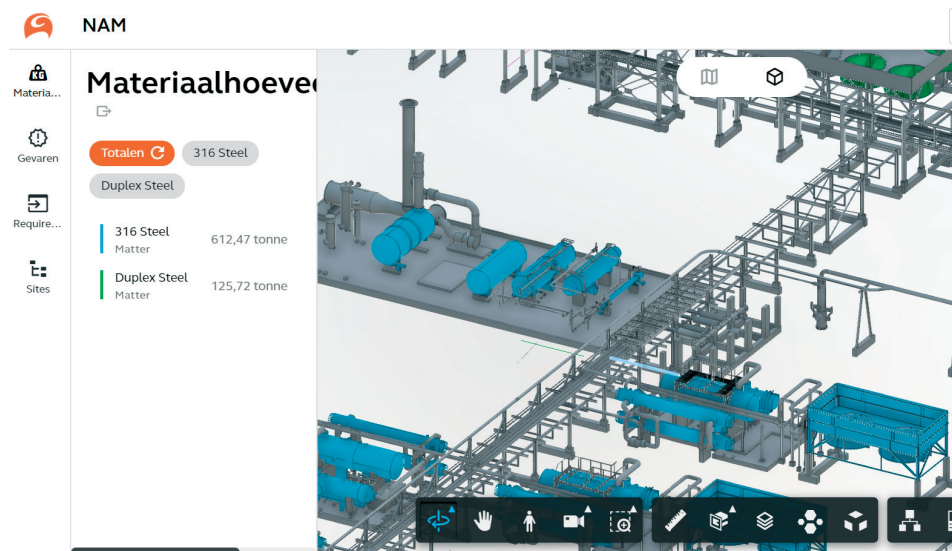 NAM
Materia...
Gevaren
Require...
Sites
Materiaalhoeve
Totalen
316 Steel
Duplex Steel
316 Steel
Matter
612,47 tonne
Duplex Steel
Matter
125,72 tonne